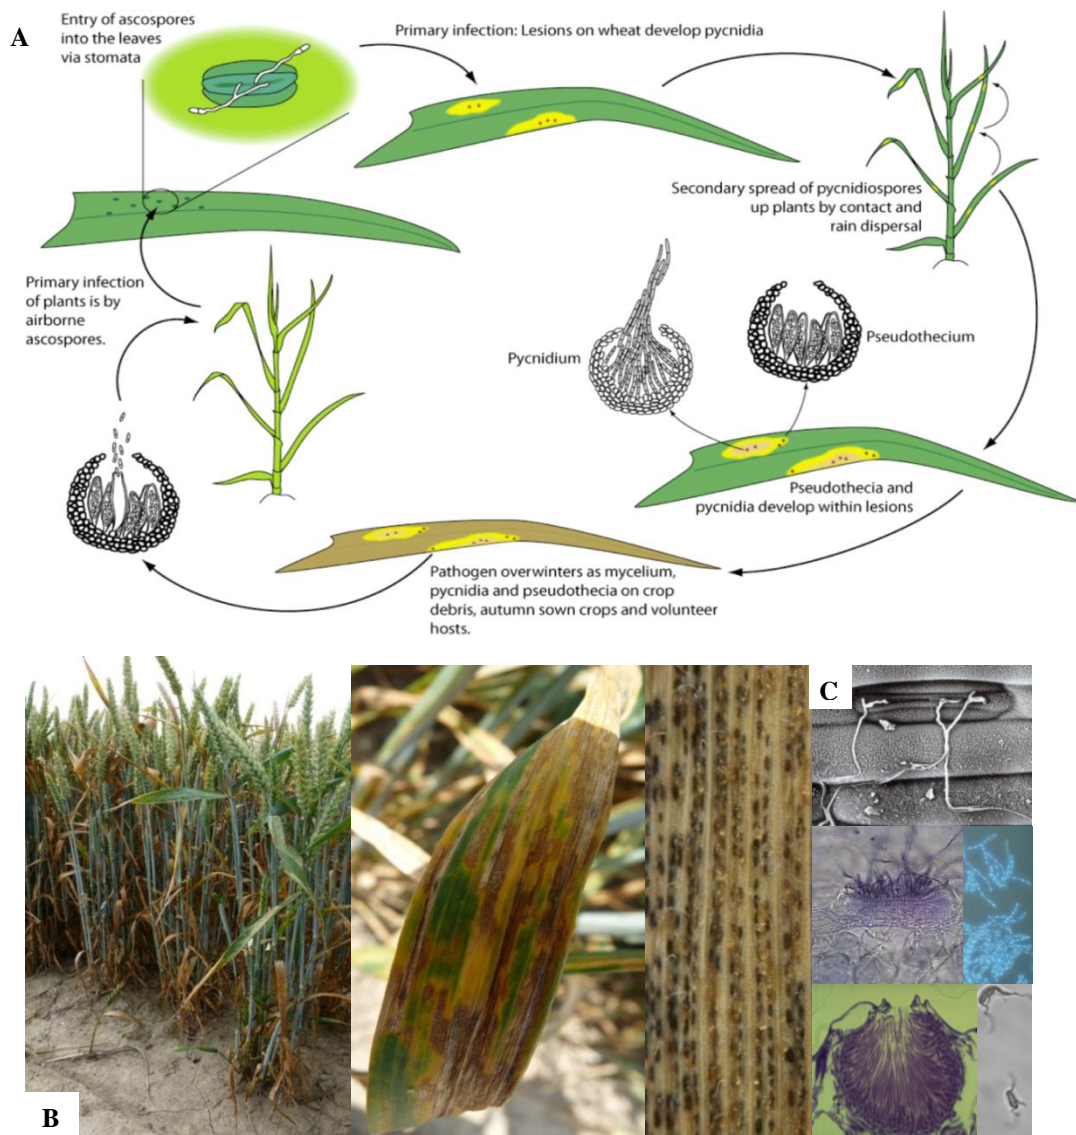 A
Entry of ascospores
into the leaves
via stomata
Primary infection: Lesions on wheat develop pycnidia
Secondary spread of pycnidiospores
up plants by contact and
rain dispersal
Primary infection
of plants is by
airborne
ascospores.
Pycnidium
Pseudothecium
Pseudothecia and
pycnidia develop within lesions
Pathogen overwinters as mycelium,
pycnidia and pseudothecia on crop
debris, autumn sown crops and volunteer
hosts.
C
B